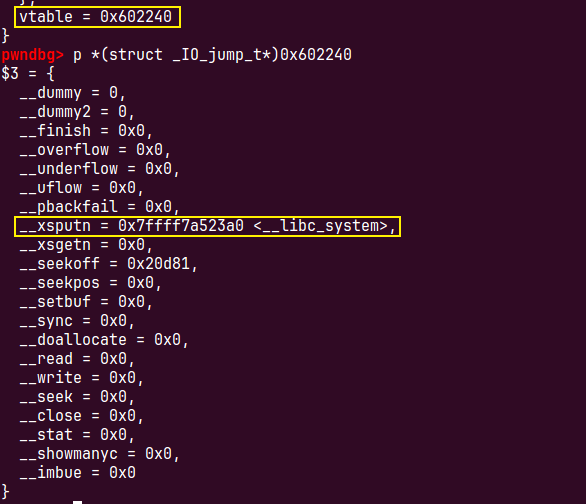 },
vtable = 0x602240
}
pwndbg> p *(struct _IO_jump_t*)0x602240
$3 = {
__dummy = 0,
__dummy2 = 0,
__finish = 0x0,
__overflow = 0x0,
__underflow = 0x0,
__uflow = 0x0,
__pbackfail = 0x0,
__xsputn = 0x7ffff7a523a0 <__libc_system>,
__xsgetn = 0x0,
__seekoff = 0x20d81,
__seekpos = 0x0,
__setbuf = 0x0,
__sync = 0x0,
__doallocate = 0x0,
__read = 0x0,
__write = 0x0,
__seek = 0x0,
__close = 0x0,
__stat = 0x0,
__showmanyc = 0x0,
__imbue = 0x0
}